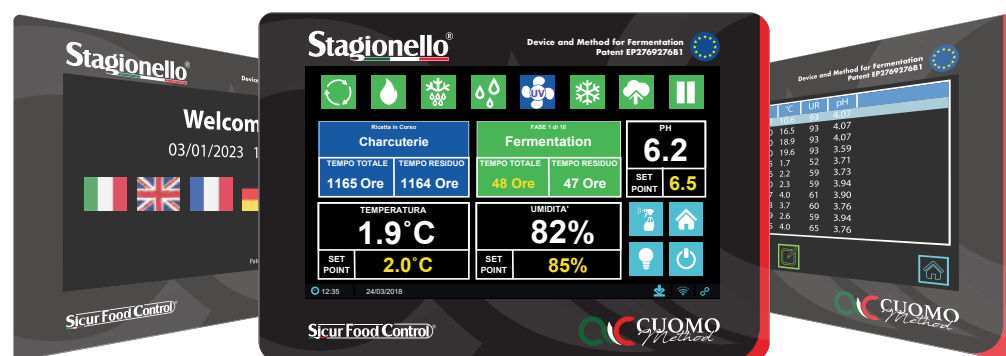 Stagionello®
Welcom
03/01/2023 1
Sicur Food Control®
Stagionello®
Device and Method for Fermentation
Patent EP2769276B1
UV
Ricetta in Corso
Charcuterie
TEMPO TOTALE TEMPO RESIDUO
1165 Ore 1164 Ore
FASE 1 di 10
Fermentation
TEMPO TOTALE TEMPO RESIDUO
48 Ore 47 Ore
PH
6.2
SET POINT 6.5
TEMPERATURA
1.9°C
SET POINT 2.0°C
UMIDITA'
82%
SET POINT 85%
12:35 24/03/2018
Sicur Food Control®
CUOMO
Method
Device and Method for Fermentation
Patent EP2769276B1
°C UR pH
10.6 93 4.07
16.5 93 4.07
18.9 93 3.59
19.6 52 3.71
1.7 59 3.73
2.2 59 3.94
2.3 61 3.90
4.0 60 3.76
3.7 59 3.94
2.6 65 3.76
4.0
CUOMO
Method